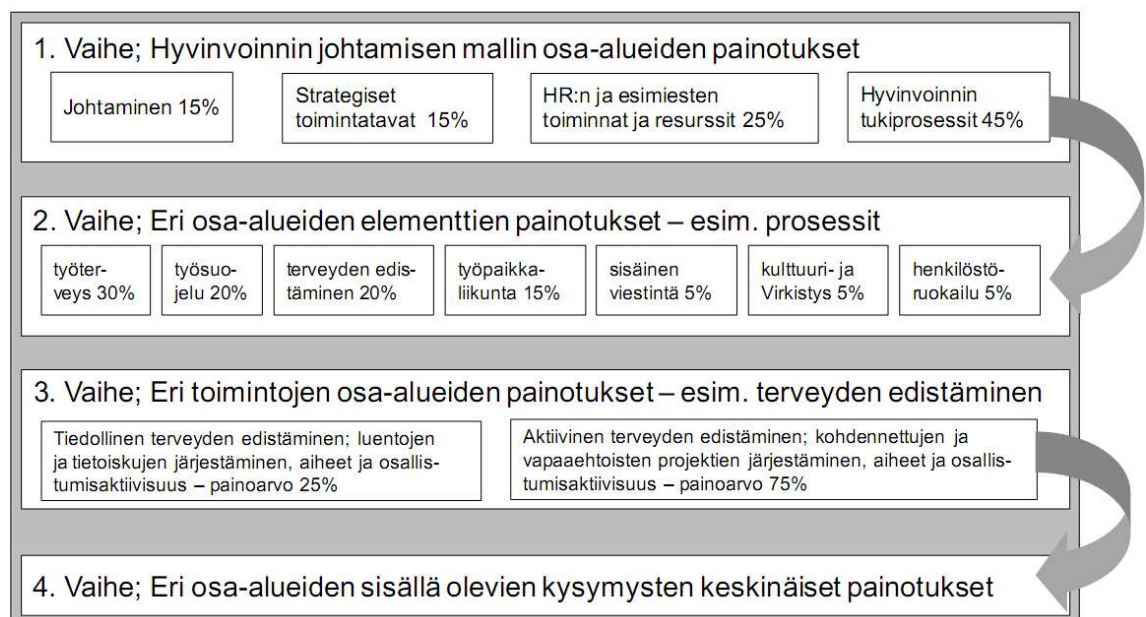 1. Vaihe; Hyvinvoinnin johtamisen mallin osa-alueiden painotukset
Johtaminen 15%
Strategiset
toimintatavat 15%
HR:n ja esimiesten
toiminnat ja resurssit 25%
Hyvinvoinnin
tukiprosessit 45%
2. Vaihe; Eri osa-alueiden elementtien painotukset – esim. prosessit
työter-
veys 30%
työsuo-
jelu 20%
terveyden edis-
täminen 20%
työpaikka-
liikunta 15%
sisäinen
viestintä 5%
kulttuuri- ja
Virkistys 5%
henkilöstö-
ruokailu 5%
3. Vaihe; Eri toimintojen osa-alueiden painotukset – esim. terveyden edistäminen
Tiedollinen terveyden edistäminen; luentojen
ja tietoiskujen järjestäminen, aiheet ja osallis-
tumisaktiivisuus – painoarvo 25%
Aktiivinen terveyden edistäminen; kohdennettujen ja
vapaaehtoisten projektien järjestäminen, aiheet ja osallis-
tumisaktiivisuus – painoarvo 75%
4. Vaihe; Eri osa-alueiden sisällä olevien kysymysten keskinäiset painotukset